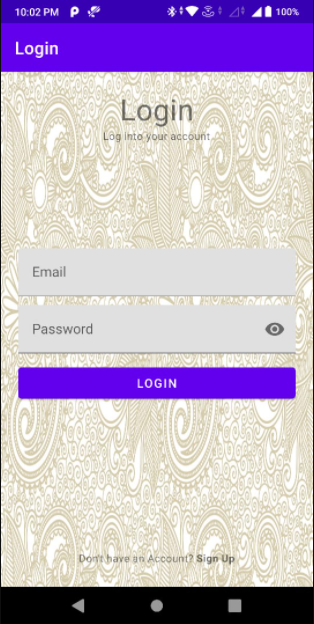 10:02 PM 100%
Login
Login
Log into your account
Email
Password
LOGIN
Don't have an Account? Sign Up